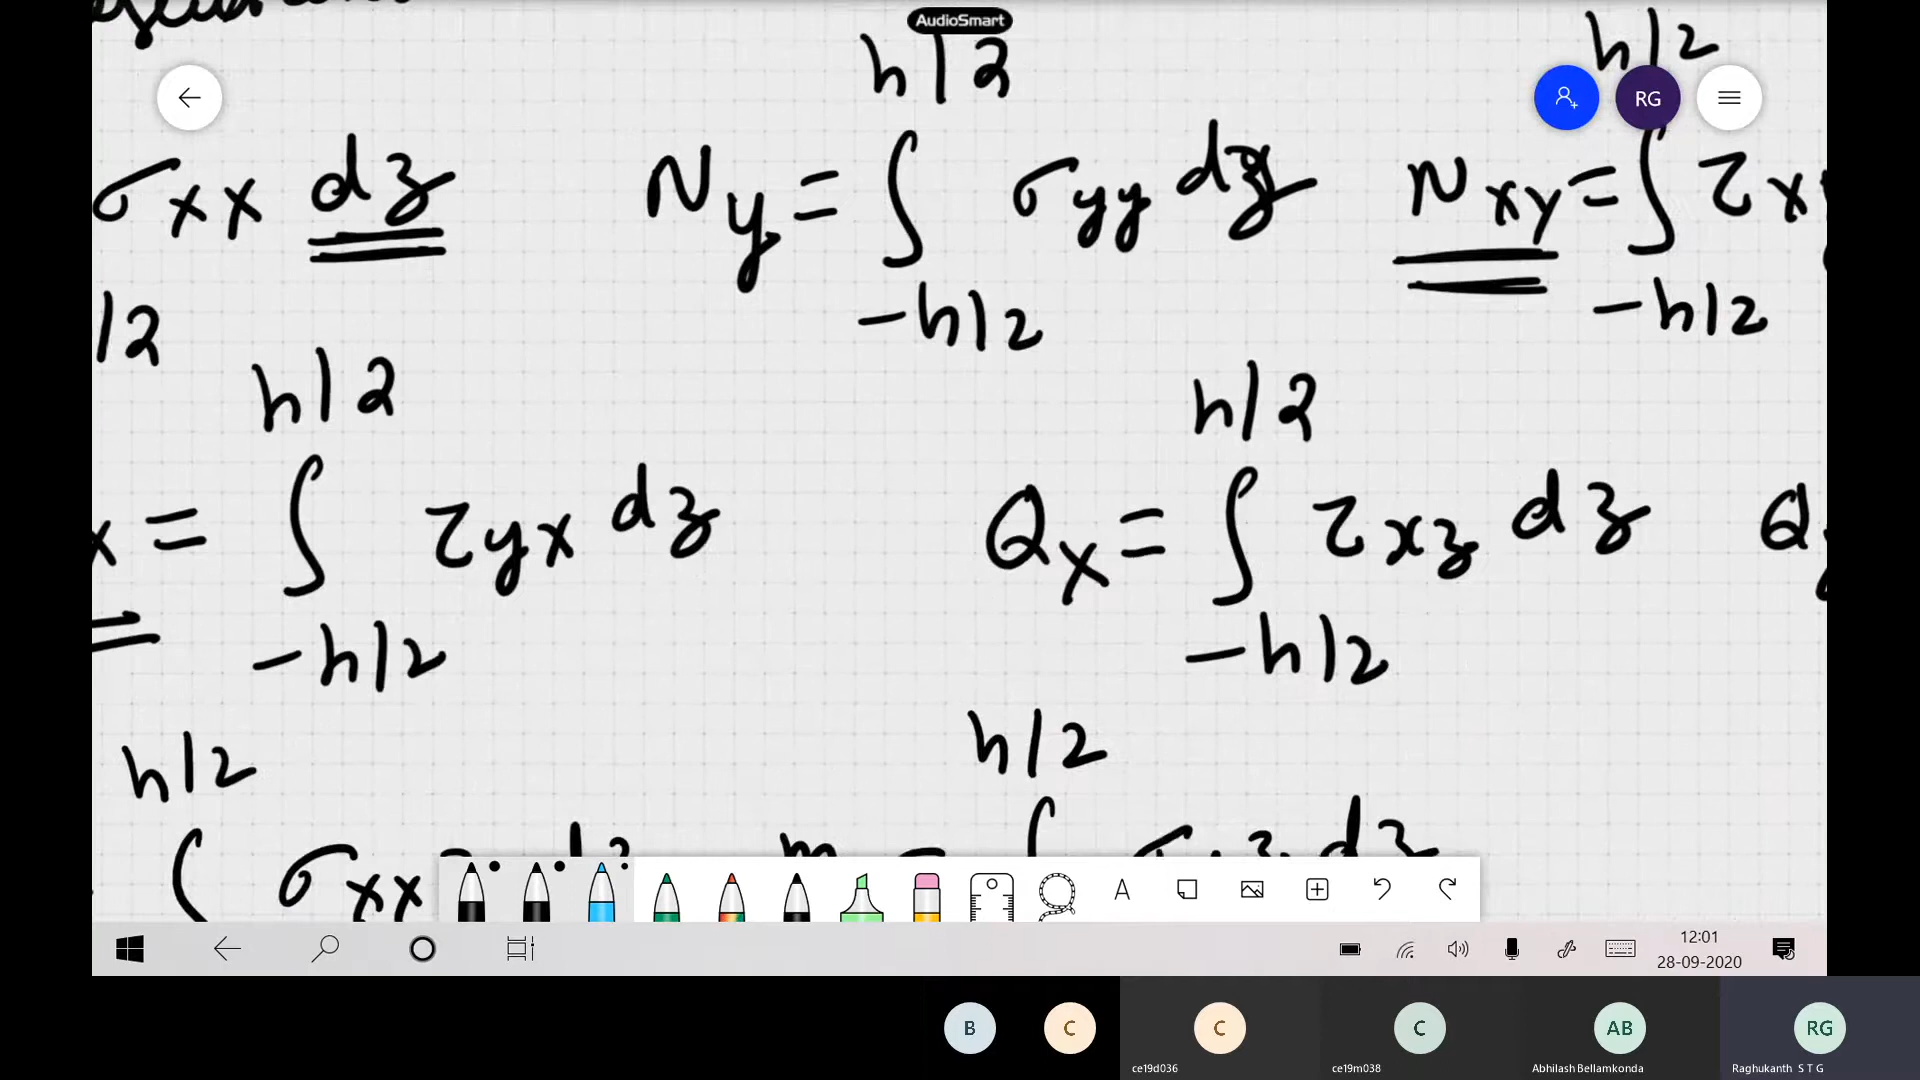 AudioSmart
h/2 h/2
σxx dz Ny = ∫ σyy dz Nxy = ∫ τx
/2 -h/2 -h/2
h/2 h/2
x = ∫ τyx dz Qx = ∫ τxz dz Q
-h/2 -h/2
h/2 h/2
σxx
RG
A
12:01
28-09-2020
B C C C AB RG
ce19d036 ce19m038 Abhilash Bellamkonda Raghukanth S T G